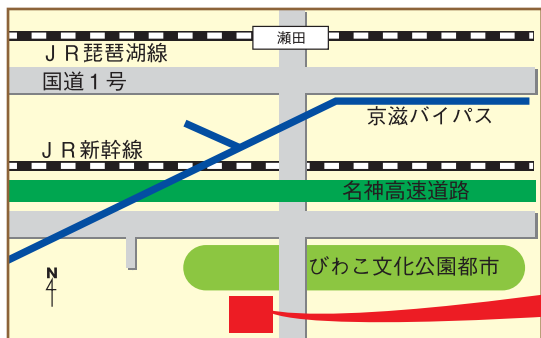 瀬田
JR琵琶湖線
国道1号
京滋バイパス
JR新幹線
名神高速道路
びわこ文化公園都市
N